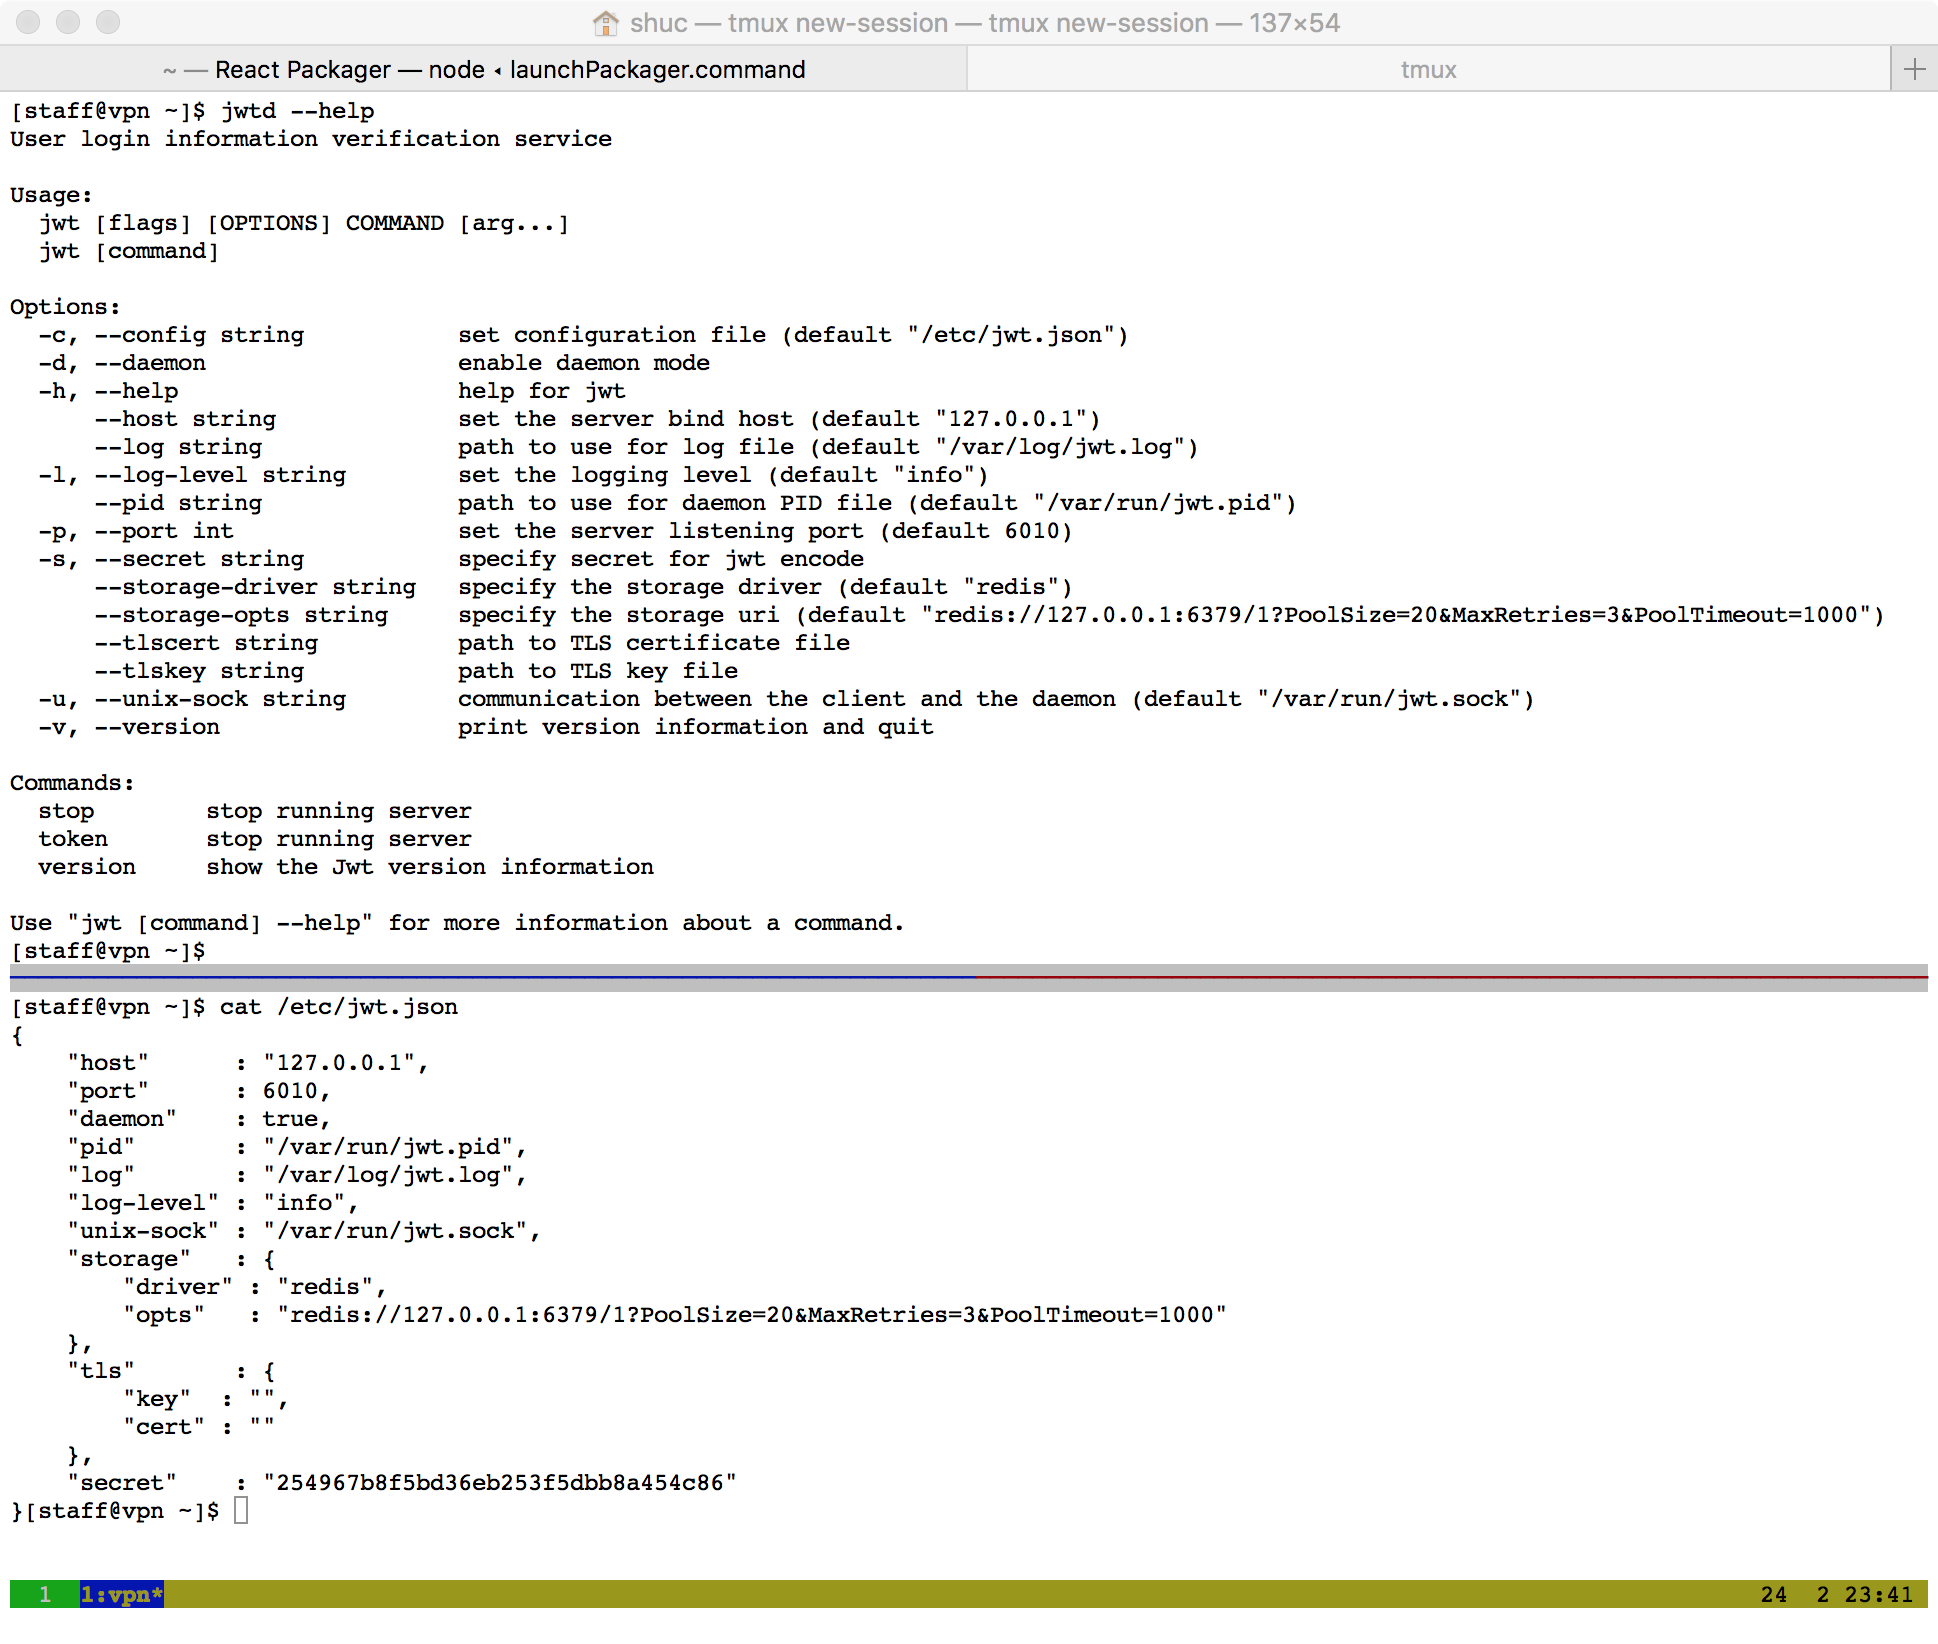 shuc — tmux new-session — tmux new-session — 137×54
~ — React Packager — node ◂ launchPackager.command
tmux
+
[staff@vpn ~]$ jwtd --help
User login information verification service
Usage:
  jwt [flags] [OPTIONS] COMMAND [arg...]
  jwt [command]
Options:
  -c, --config string           set configuration file (default "/etc/jwt.json")
  -d, --daemon                  enable daemon mode
  -h, --help                    help for jwt
      --host string             set the server bind host (default "127.0.0.1")
      --log string              path to use for log file (default "/var/log/jwt.log")
  -l, --log-level string        set the logging level (default "info")
      --pid string              path to use for daemon PID file (default "/var/run/jwt.pid")
  -p, --port int                set the server listening port (default 6010)
  -s, --secret string           specify secret for jwt encode
      --storage-driver string   specify the storage driver (default "redis")
      --storage-opts string     specify the storage uri (default "redis://127.0.0.1:6379/1?PoolSize=20&MaxRetries=3&PoolTimeout=1000")
      --tlscert string          path to TLS certificate file
      --tlskey string           path to TLS key file
  -u, --unix-sock string        communication between the client and the daemon (default "/var/run/jwt.sock")
  -v, --version                 print version information and quit
Commands:
  stop        stop running server
  token       stop running server
  version     show the Jwt version information
Use "jwt [command] --help" for more information about a command.
[staff@vpn ~]$
[staff@vpn ~]$ cat /etc/jwt.json
{
    "host"      : "127.0.0.1",
    "port"      : 6010,
    "daemon"    : true,
    "pid"       : "/var/run/jwt.pid",
    "log"       : "/var/log/jwt.log",
    "log-level" : "info",
    "unix-sock" : "/var/run/jwt.sock",
    "storage"   : {
        "driver" : "redis",
        "opts"   : "redis://127.0.0.1:6379/1?PoolSize=20&MaxRetries=3&PoolTimeout=1000"
    },
    "tls"       : {
        "key"  : "",
        "cert" : ""
    },
    "secret"    : "254967b8f5bd36eb253f5dbb8a454c86"
}[staff@vpn ~]$
1 1:vpn* 24 2 23:41